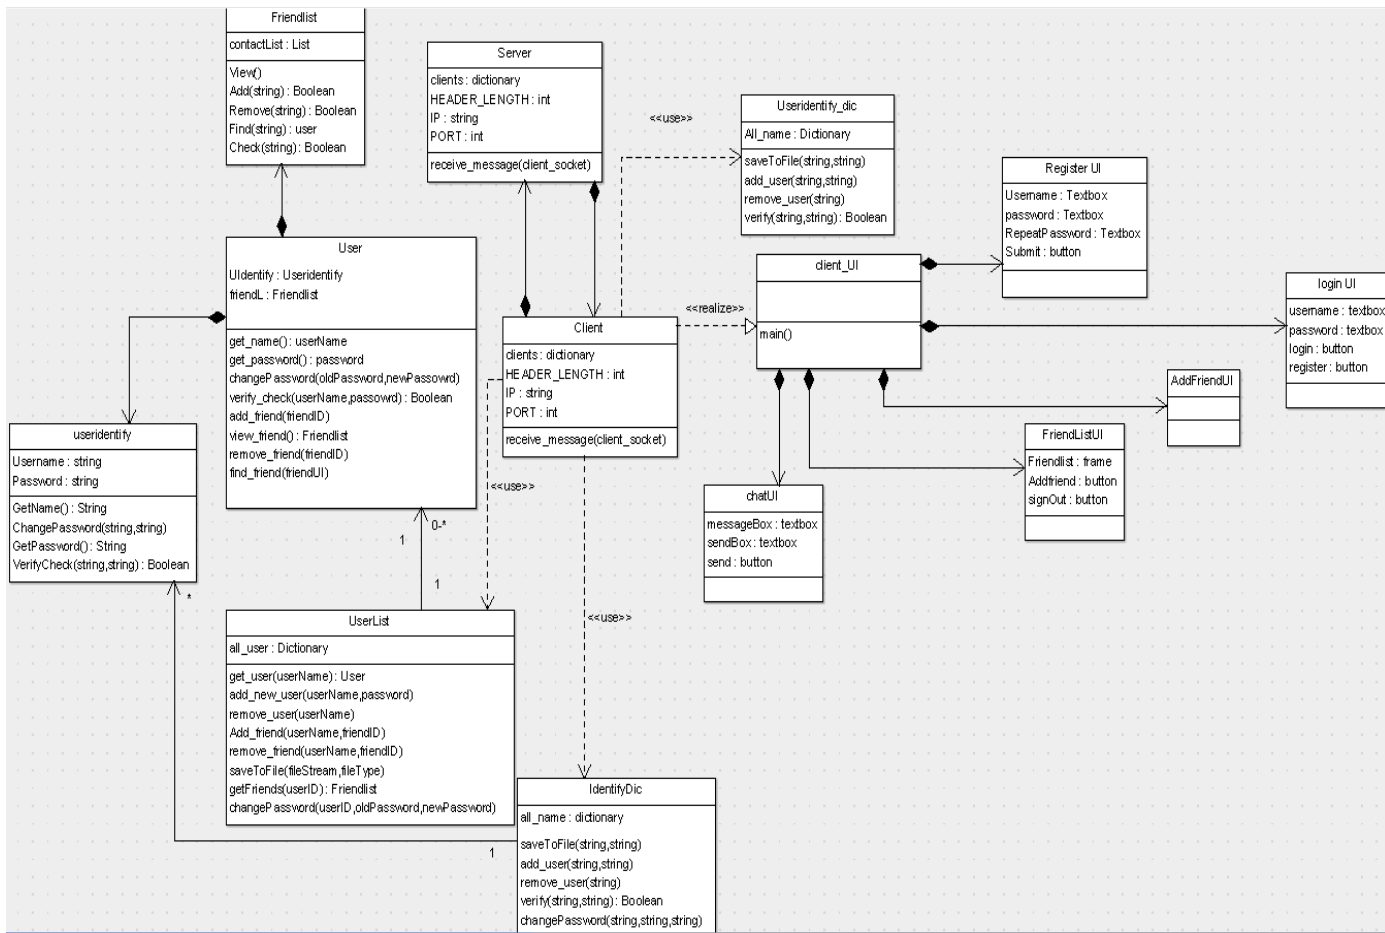 Friendlist
contactList : List
View()
Add(string) : Boolean
Remove(string) : Boolean
Find(string) : user
Check(string) : Boolean
Server
clients : dictionary
HEADER_LENGTH : int
IP : string
PORT : int
receive_message(client_socket)
<<use>>
Useridentify_dic
All_name : Dictionary
saveToFile(string,string)
add_user(string,string)
remove_user(string)
verify(string,string) : Boolean
Register UI
Username : Textbox
password : Textbox
RepeatPassword : Textbox
Submit : button
User
UIdentify : Useridentify
friendL : Friendlist
get_name() : userName
get_password() : password
changePassword(oldPassword,newPassowrd)
verify_check(userName,passowrd) : Boolean
add_friend(friendID)
view_friend() : Friendlist
remove_friend(friendID)
find_friend(friendUI)
client_UI
main()
login UI
username : textbox
password : textbox
login : button
register : button
<<realize>>
Client
clients : dictionary
HEADER_LENGTH : int
IP : string
PORT : int
receive_message(client_socket)
AddFriendUI
useridentify
Username : string
Password : string
GetName() : String
ChangePassword(string,string)
GetPassword() : String
VerifyCheck(string,string) : Boolean
FriendListUI
Friendlist : frame
Addfriend : button
signOut : button
<<use>>
chatUI
messageBox : textbox
sendBox : textbox
send : button
0-*
1
1
*
<<use>>
UserList
all_user : Dictionary
get_user(userName) : User
add_new_user(userName,password)
remove_user(userName)
Add_friend(userName,friendID)
remove_friend(userName,friendID)
saveToFile(fileStream,fileType)
getFriends(userID) : Friendlist
changePassword(userID,oldPassword,newPassword)
1
IdentifyDic
all_name : dictionary
saveToFile(string,string)
add_user(string,string)
remove_user(string)
verify(string,string) : Boolean
changePassword(string,string,string)